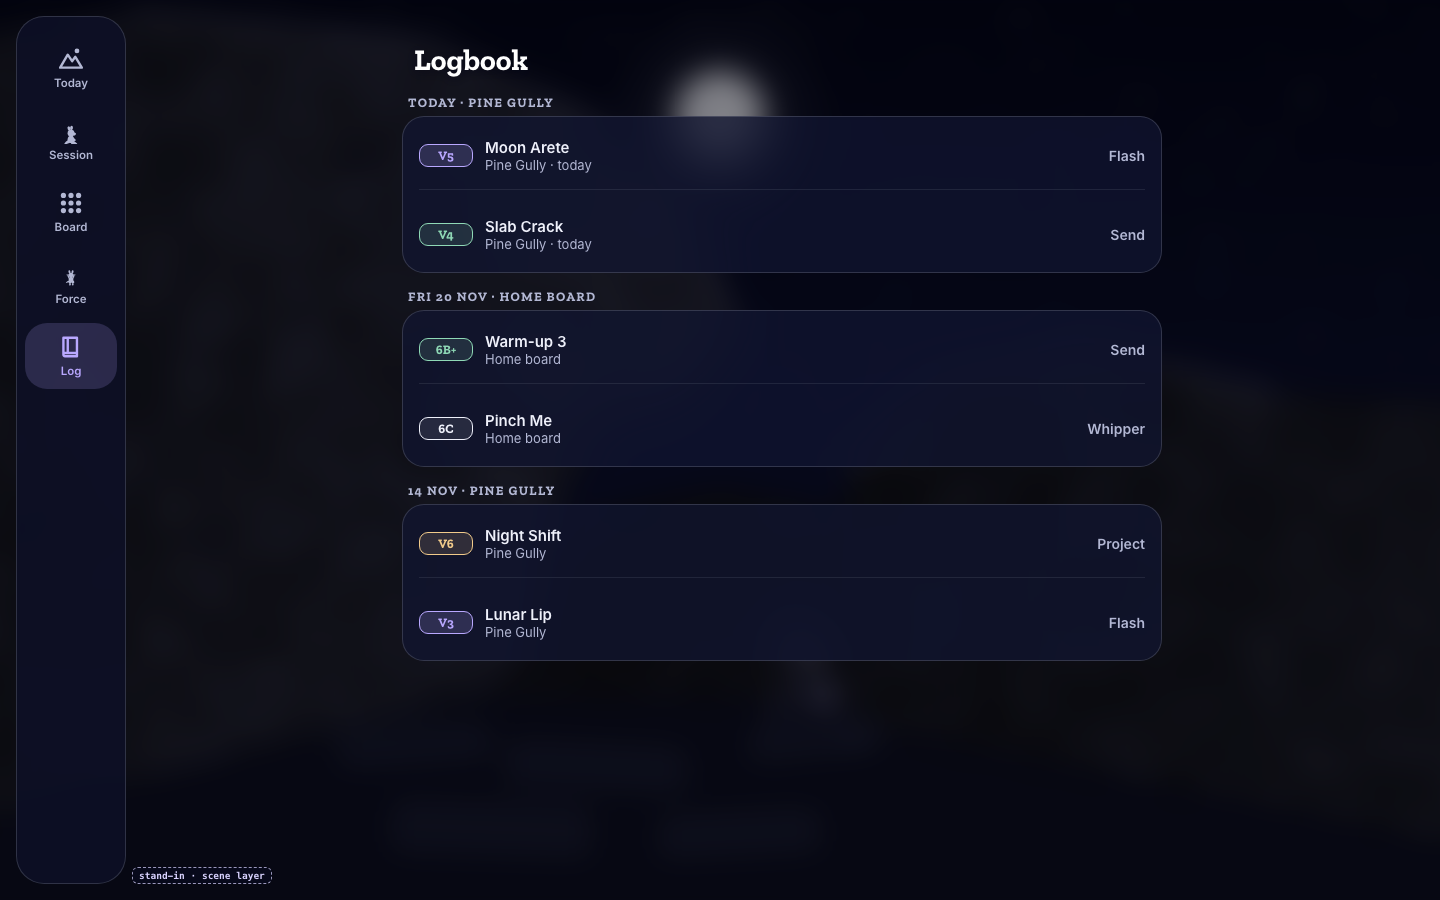 Today
Session
Board
Force
Log
Logbook
TODAY · PINE GULLY
V5
Moon Arete
Pine Gully · today
Flash
V4
Slab Crack
Pine Gully · today
Send
FRI 20 NOV · HOME BOARD
6B+
Warm-up 3
Home board
Send
6C
Pinch Me
Home board
Whipper
14 NOV · PINE GULLY
V6
Night Shift
Pine Gully
Project
V3
Lunar Lip
Pine Gully
Flash
stand-in · scene layer